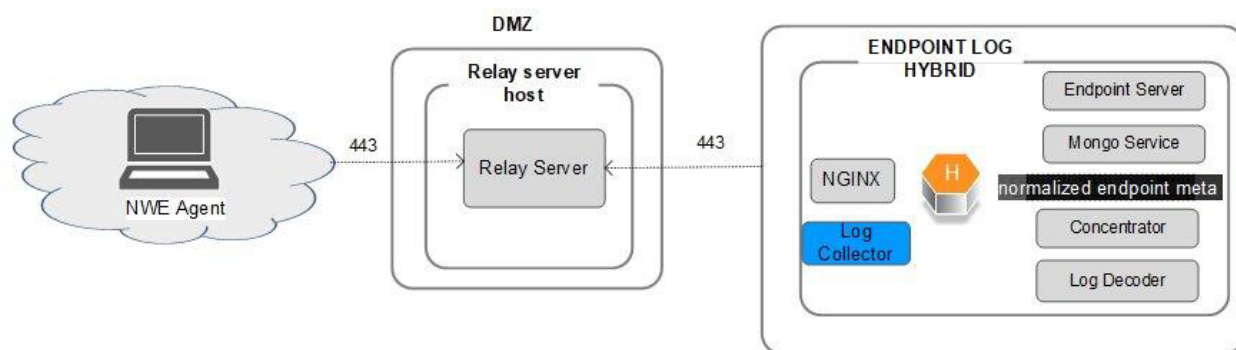 DMZ
Relay server
host
Relay Server
443
443
NWE Agent
ENDPOINT LOG
HYBRID
Endpoint Server
Mongo Service
NGINX
H
normalized endpoint meta
Log
Collector
Concentrator
Log Decoder